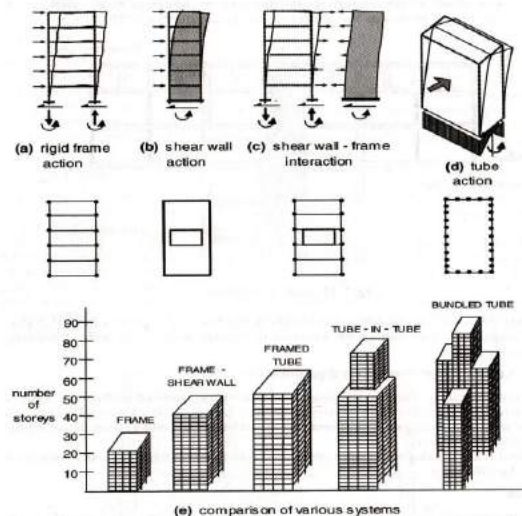 (a) rigid frame
action
(b) shear wall
action
(c) shear wall - frame
interaction
(d) tube
action
BUNDLED TUBE
TUBE - IN - TUBE
FRAMED
TUBE
FRAME -
SHEAR WALL
FRAME
number
of
storeys
90
80
70
60
50
40
30
20
10
(e) comparison of various systems